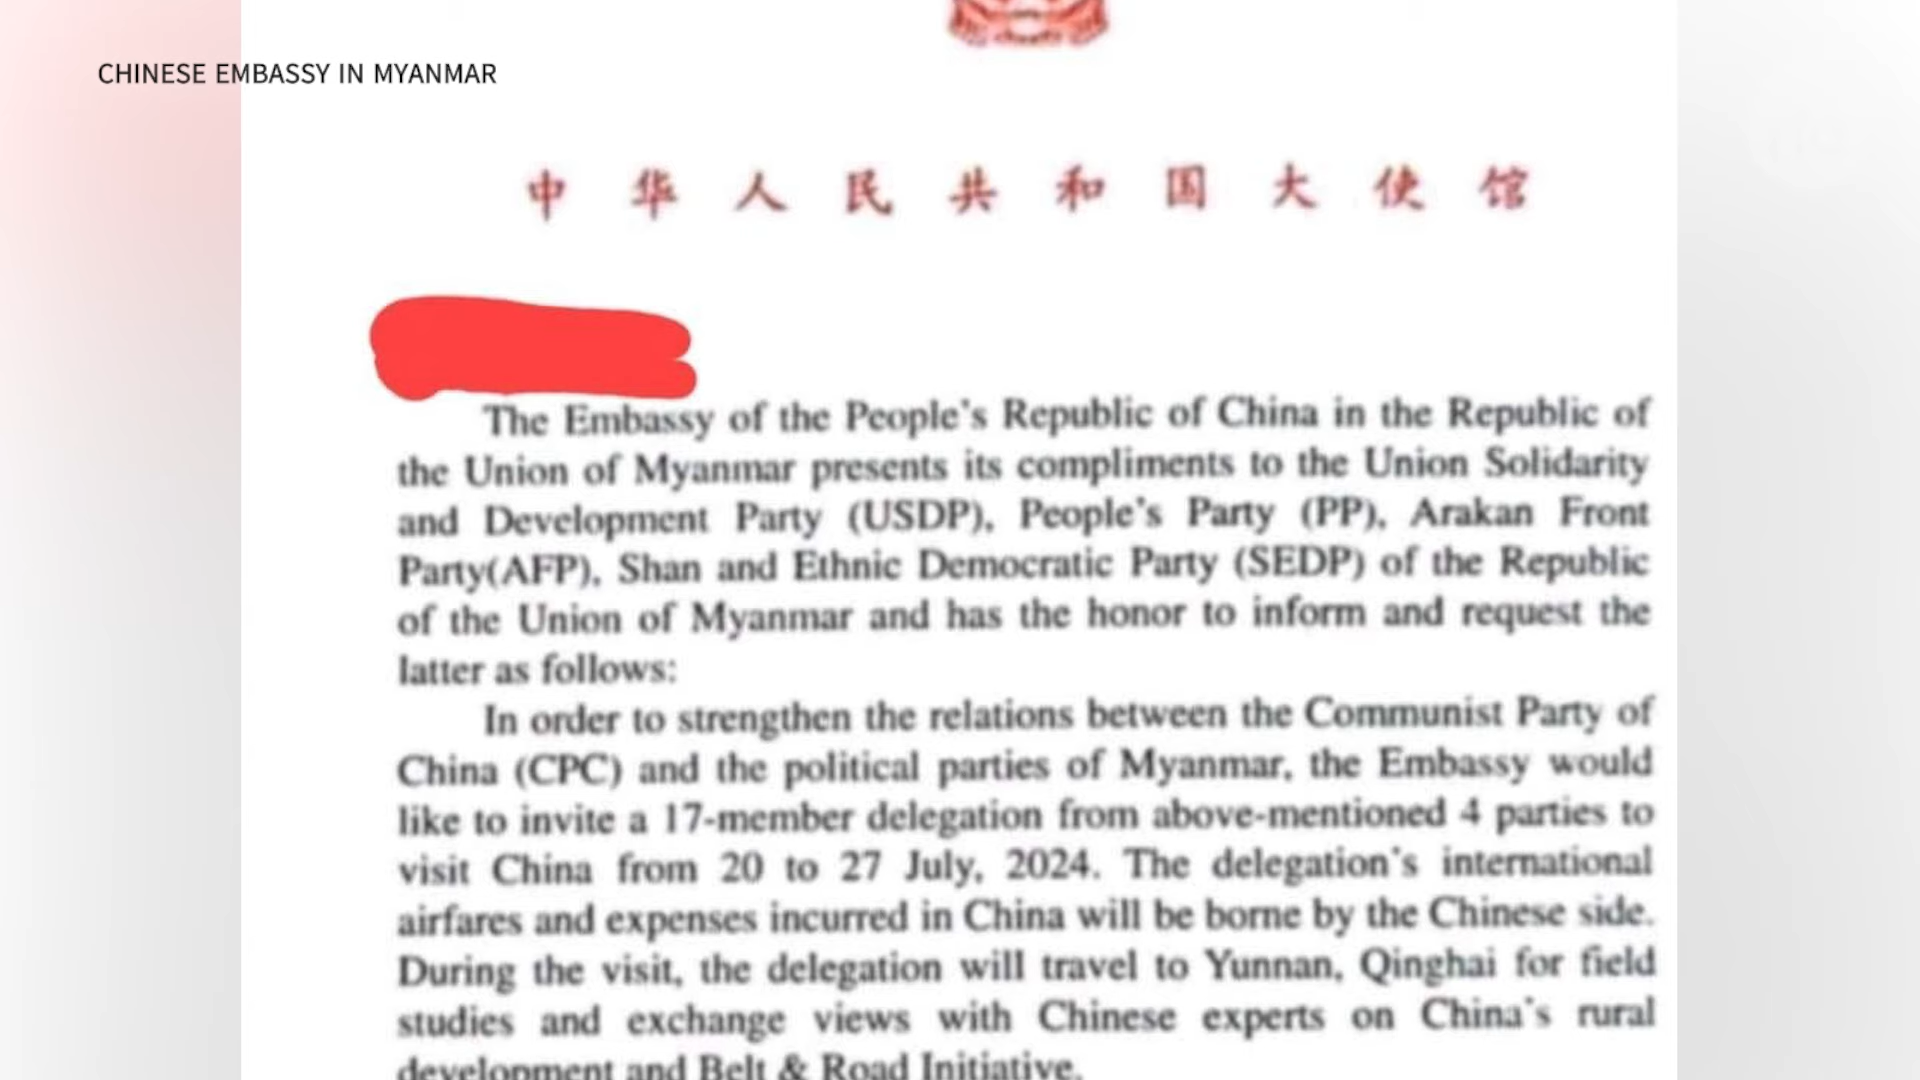 CHINESE EMBASSY IN MYANMAR
中华人民共和国大使馆
The Embassy of the People's Republic of China in the Republic of
the Union of Myanmar presents its compliments to the Union Solidarity
and Development Party (USDP), People's Party (PP), Arakan Front
Party(AFP), Shan and Ethnic Democratic Party (SEDP) of the Republic
of the Union of Myanmar and has the honor to inform and request the
latter as follows:
In order to strengthen the relations between the Communist Party of
China (CPC) and the political parties of Myanmar, the Embassy would
like to invite a 17-member delegation from above-mentioned 4 parties to
visit China from 20 to 27 July, 2024. The delegation's international
airfares and expenses incurred in China will be borne by the Chinese side.
During the visit, the delegation will travel to Yunnan, Qinghai for field
studies and exchange views with Chinese experts on China's rural
development and Belt & Road Initiative.